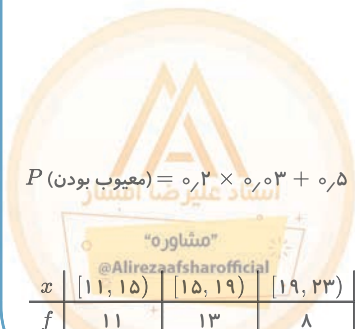 P (معیوب بودن) = ۰٫۲ × ۰٫۰۳ + ۰٫۵
استاد علیرضا افشار
"مشاوره"
@Alirezaafsharofficial
x | [۱۱, ۱۵) | [۱۵, ۱۹) | [۱۹, ۲۳)
f | ۱۱ | ۱۳ | ۸